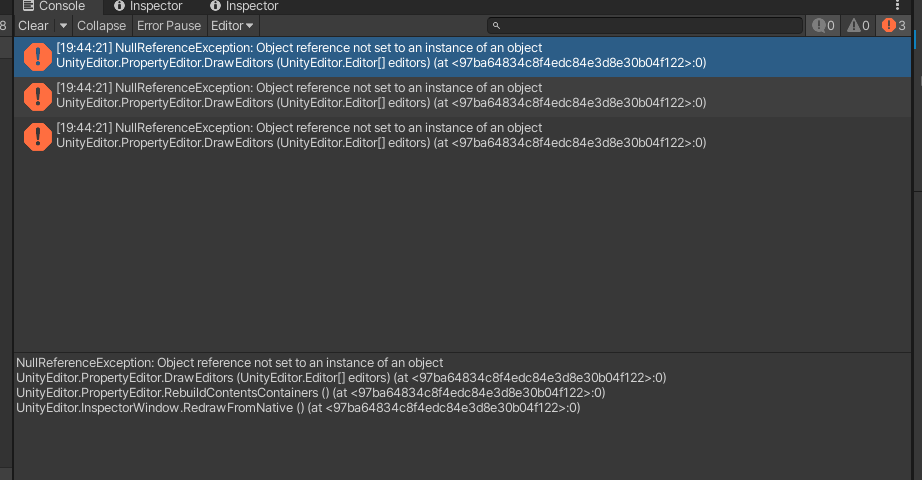 Console Inspector Inspector
8 Clear Collapse Error Pause Editor 0 0 3
[19:44:21] NullReferenceException: Object reference not set to an instance of an object
UnityEditor.PropertyEditor.DrawEditors (UnityEditor.Editor[] editors) (at <97ba64834c8f4edc84e3d8e30b04f122>:0)
[19:44:21] NullReferenceException: Object reference not set to an instance of an object
UnityEditor.PropertyEditor.DrawEditors (UnityEditor.Editor[] editors) (at <97ba64834c8f4edc84e3d8e30b04f122>:0)
[19:44:21] NullReferenceException: Object reference not set to an instance of an object
UnityEditor.PropertyEditor.DrawEditors (UnityEditor.Editor[] editors) (at <97ba64834c8f4edc84e3d8e30b04f122>:0)
NullReferenceException: Object reference not set to an instance of an object
UnityEditor.PropertyEditor.DrawEditors (UnityEditor.Editor[] editors) (at <97ba64834c8f4edc84e3d8e30b04f122>:0)
UnityEditor.PropertyEditor.RebuildContentsContainers () (at <97ba64834c8f4edc84e3d8e30b04f122>:0)
UnityEditor.InspectorWindow.RedrawFromNative () (at <97ba64834c8f4edc84e3d8e30b04f122>:0)